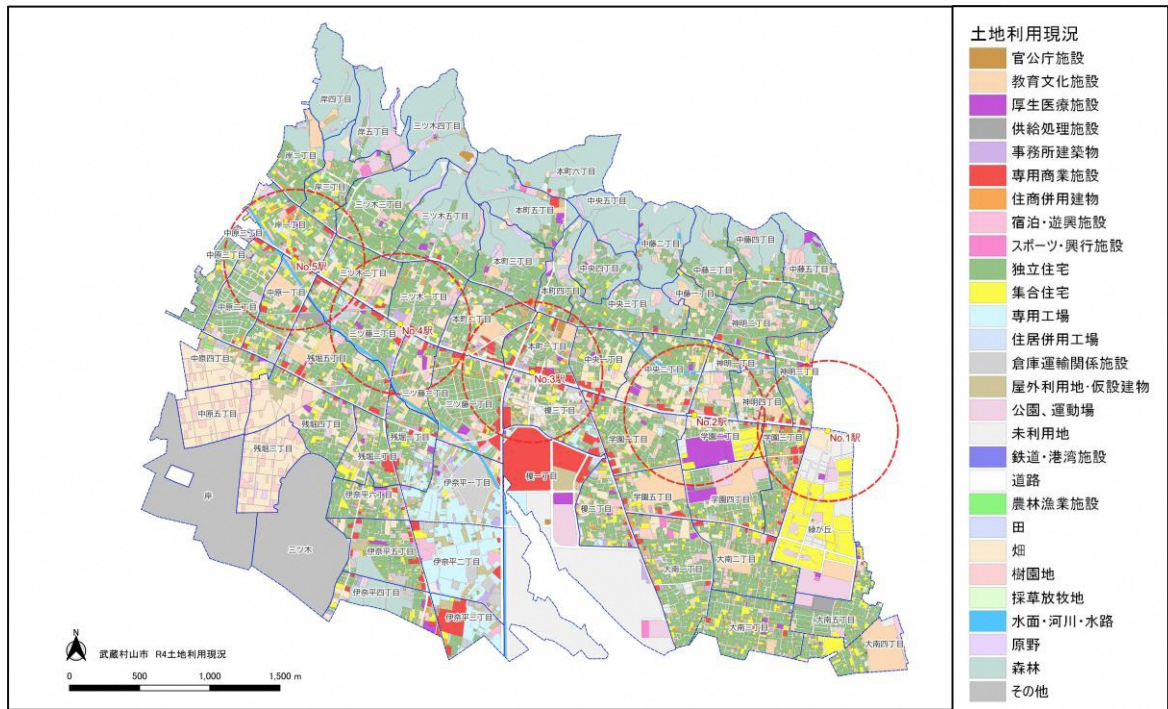 岸四丁目
岸五丁目
三ツ木四丁目
岸二丁目
本町六丁目
岸三丁目
三ツ木三丁目
三ツ木五丁目
本町五丁目
中央五丁目
中藤二丁目
中藤四丁目
中藤五丁目
岸一丁目
中原三丁目
中原三丁目
No.5駅
三ツ木二丁目
本町三丁目
中央四丁目
中藤三丁目
本町四丁目
中藤一丁目
中原一丁目
中原二丁目
三ツ木一丁目
中央三丁目
神明二丁目
No.4駅
三ツ藤二丁目
本町二丁目
本町一丁目
中央一丁目
中央二丁目
神明一丁目
神明三丁目
中原四丁目
残堀五丁目
No.3駅
三ツ藤一丁目
榎三丁目
神明四丁目
中原五丁目
残堀四丁目
No.2駅
No.1駅
学園三丁目
残堀三丁目
残堀二丁目
残堀一丁目
伊奈平一丁目
榎一丁目
榎二丁目
学園五丁目
学園四丁目
緑が丘
岸
三ツ木
伊奈平六丁目
伊奈平五丁目
伊奈平二丁目
伊奈平四丁目
伊奈平三丁目
大南一丁目
大南二丁目
大南三丁目
大南五丁目
大南四丁目
武蔵村山市 R4土地利用現況
0 500 1,000 1,500 m
土地利用現況
官公庁施設
教育文化施設
厚生医療施設
供給処理施設
事務所建築物
専用商業施設
住商併用建物
宿泊・遊興施設
スポーツ・興行施設
独立住宅
集合住宅
専用工場
住居併用工場
倉庫運輸関係施設
屋外利用地・仮設建物
公園、運動場
未利用地
鉄道・港湾施設
道路
農林漁業施設
田
畑
樹園地
採草放牧地
水面・河川・水路
原野
森林
その他